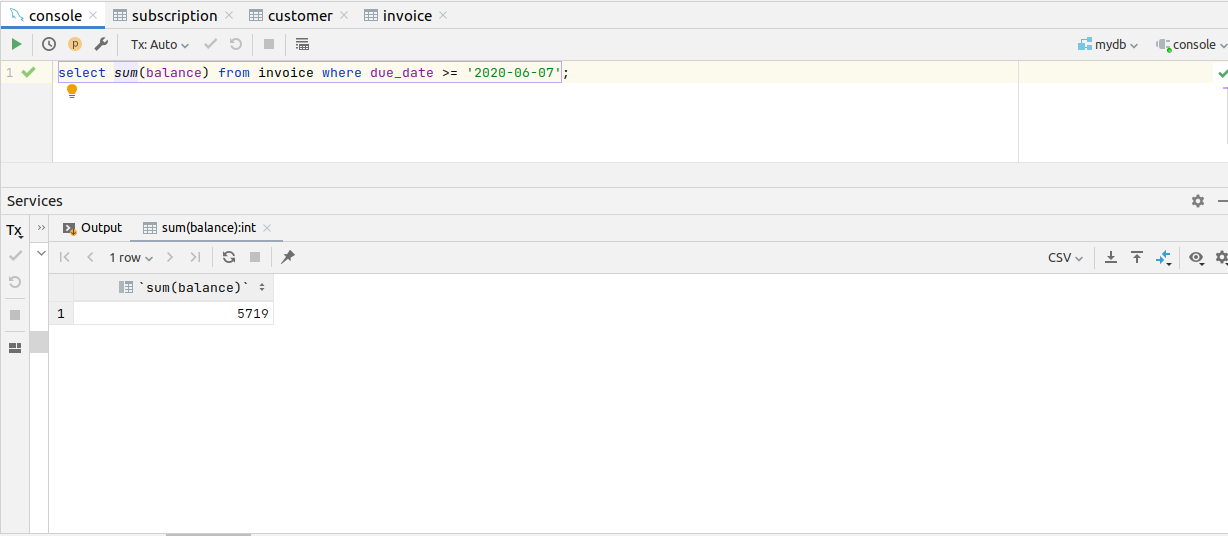 console subscription customer invoice
p Tx: Auto mydb console
1 select sum(balance) from invoice where due_date >= '2020-06-07';
Services
Tx Output sum(balance):int
1 row CSV
`sum(balance)`
1 5719